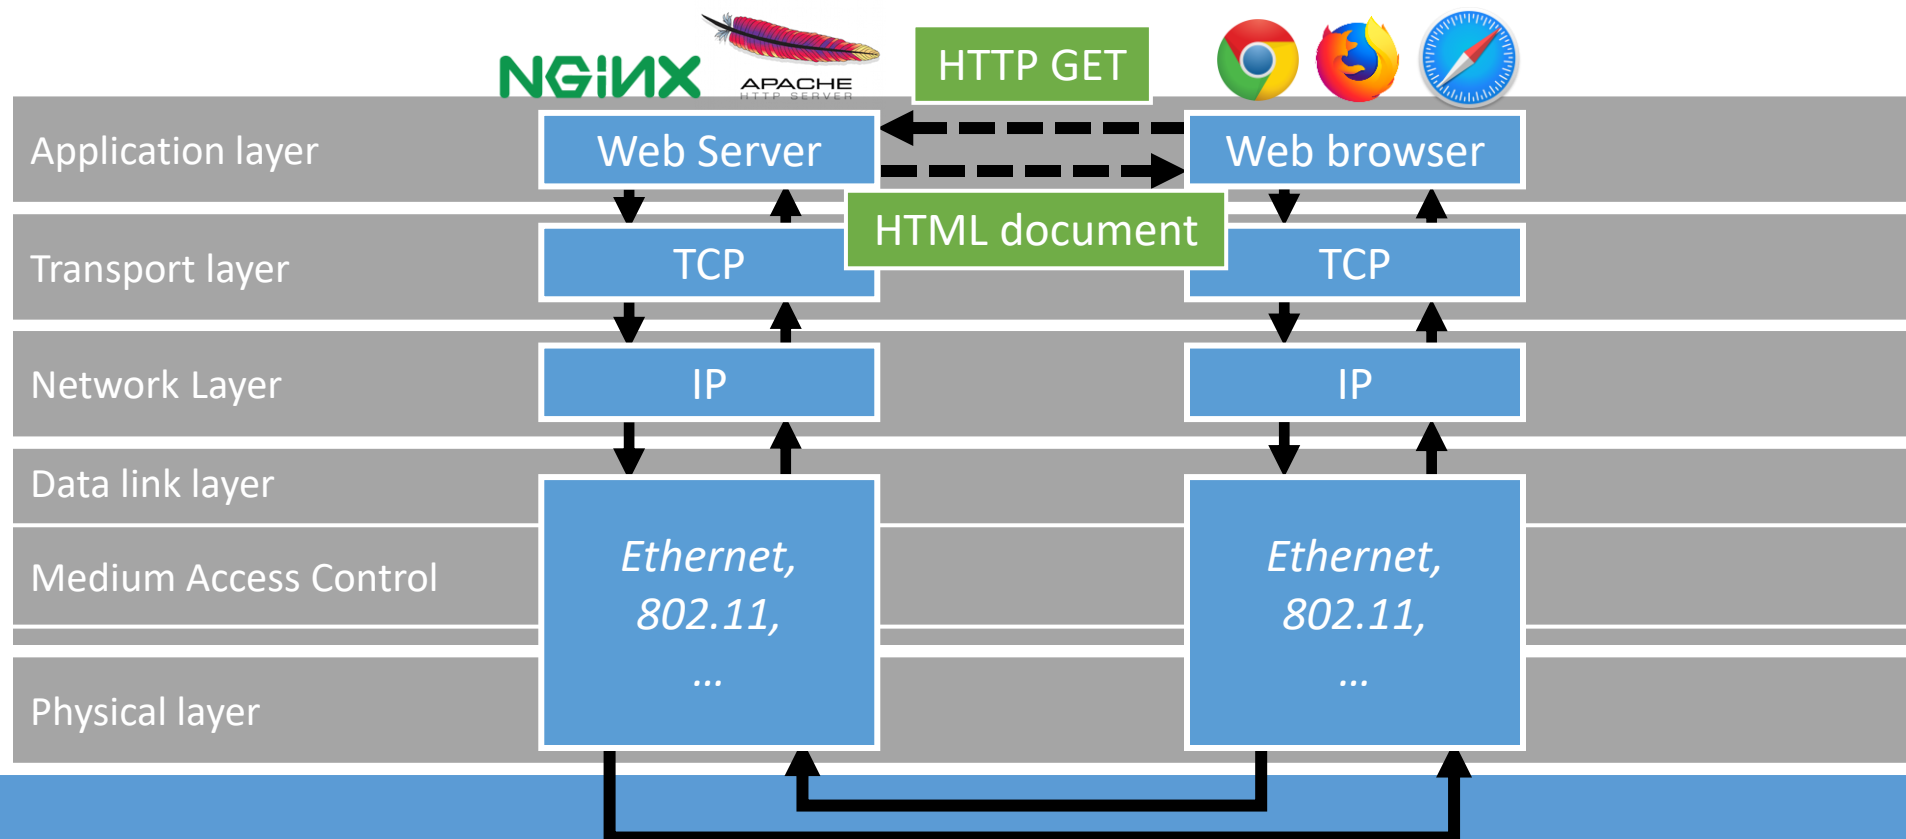 NGiNX
APACHE
HTTP SERVER
HTTP GET
Application layer
Web Server
Web browser
HTML document
Transport layer
TCP
TCP
Network Layer
IP
IP
Data link layer
Medium Access Control
Physical layer
Ethernet,
802.11,
...
Ethernet,
802.11,
...